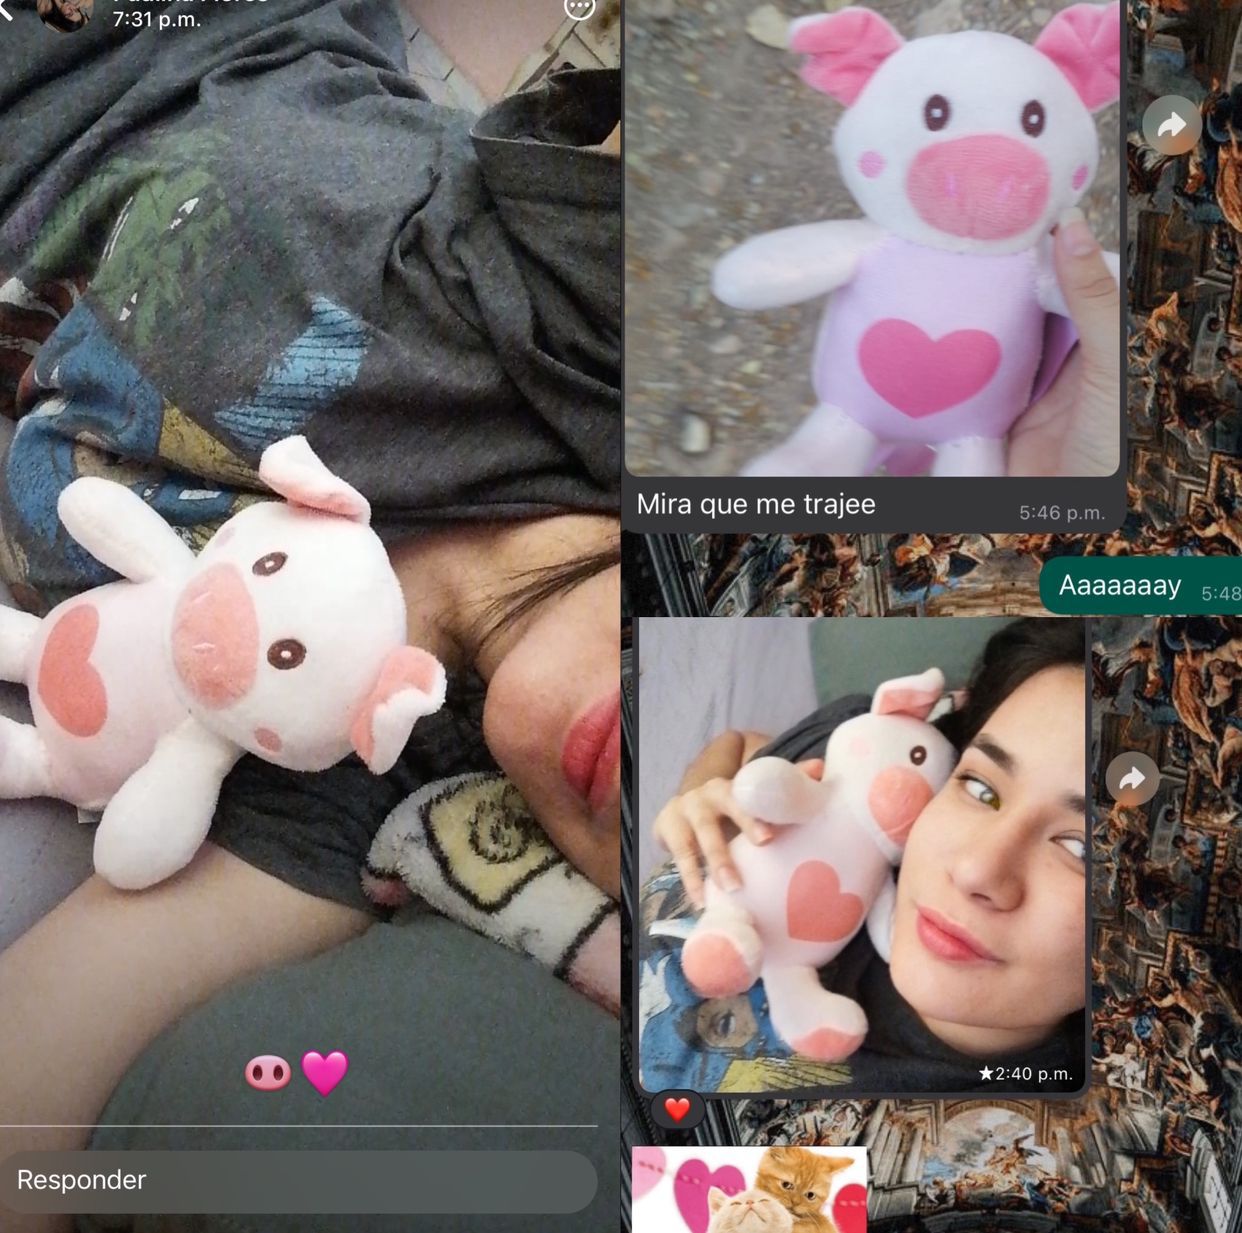 7:31 p.m.
Responder
Mira que me trajee
5:46 p.m.
Aaaaaaay
5:48
★2:40 p.m.